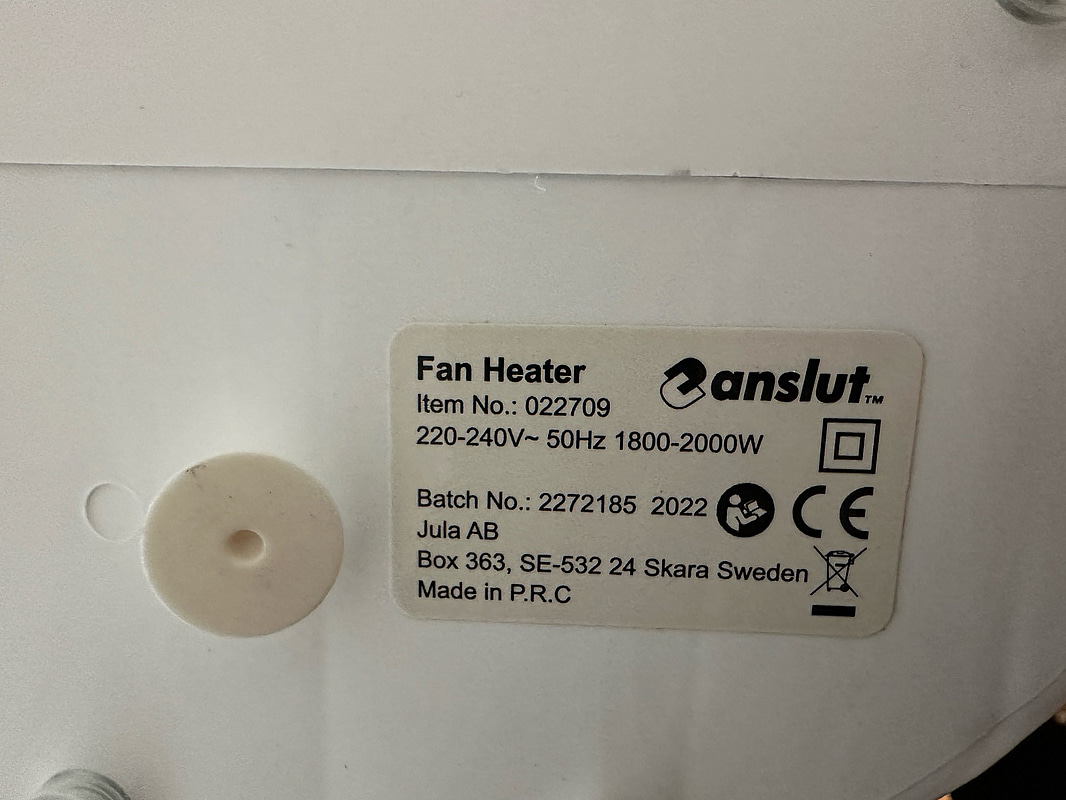 Fan Heater
anslut™
Item No.: 022709
220-240V~ 50Hz 1800-2000W
Batch No.: 2272185 2022
CE
Jula AB
Box 363, SE-532 24 Skara Sweden
Made in P.R.C